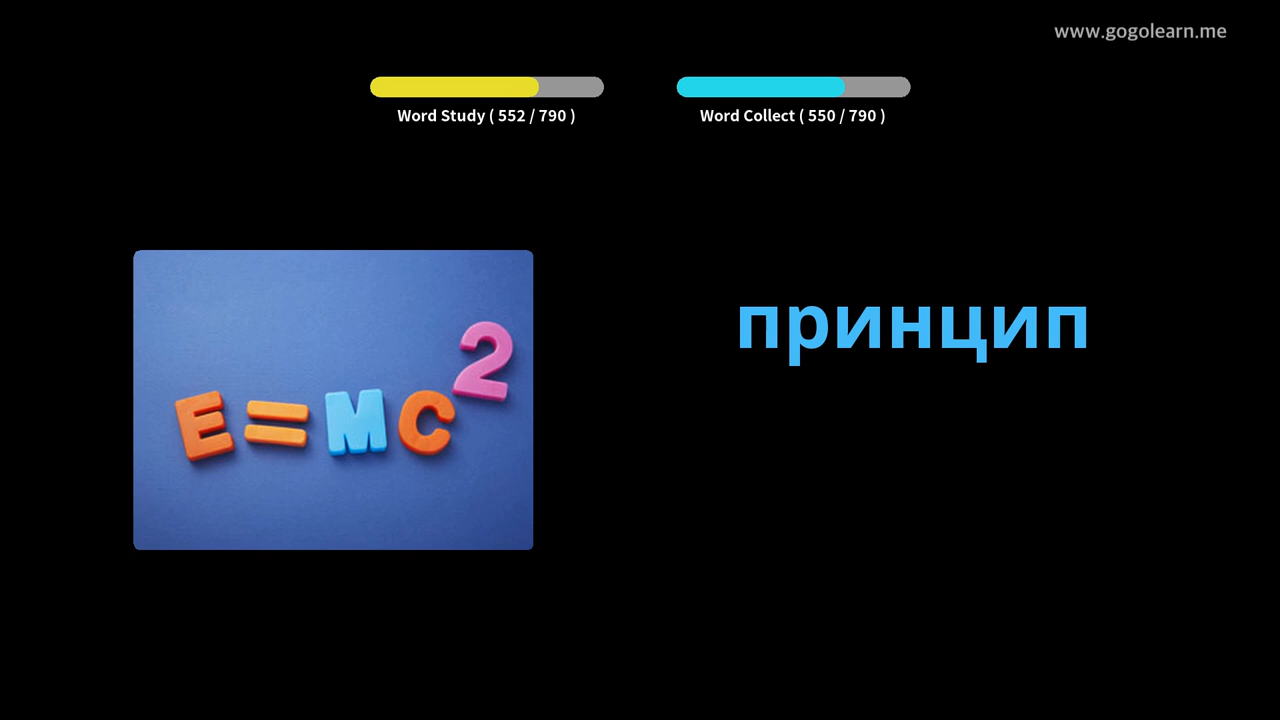 www.gogolearn.me
Word Study ( 552 / 790 )
Word Collect ( 550 / 790 )
E=MC²
принцип